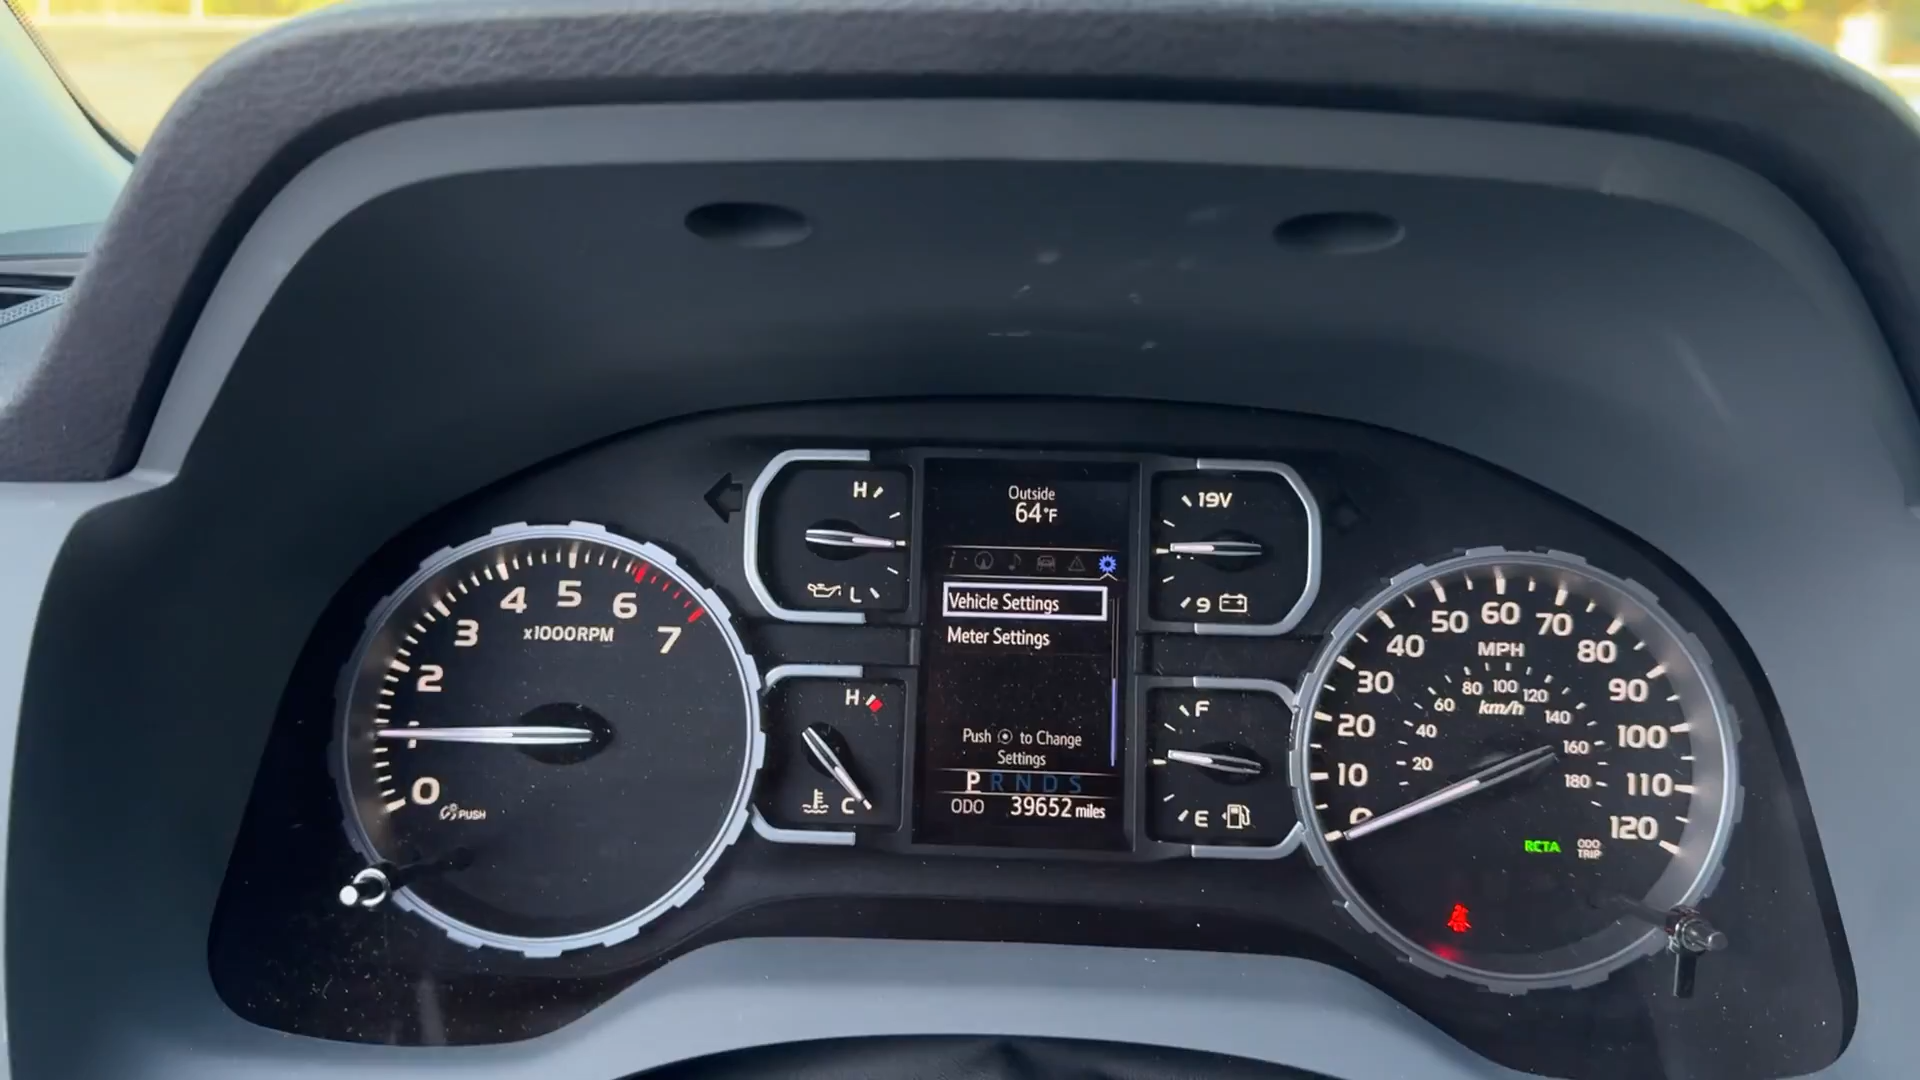 Outside
64°F
Vehicle Settings
Meter Settings
Push to Change
Settings
P R N D S
ODO 39652 miles
H
L
H
C
19V
9
F
E
0
1
2
3
4
5
6
7
x1000RPM
PUSH
0
10
20
30
40
50
60
70
80
90
100
110
120
MPH
20
40
60
80
100
120
140
160
180
km/h
RCTA
ODO
TRIP